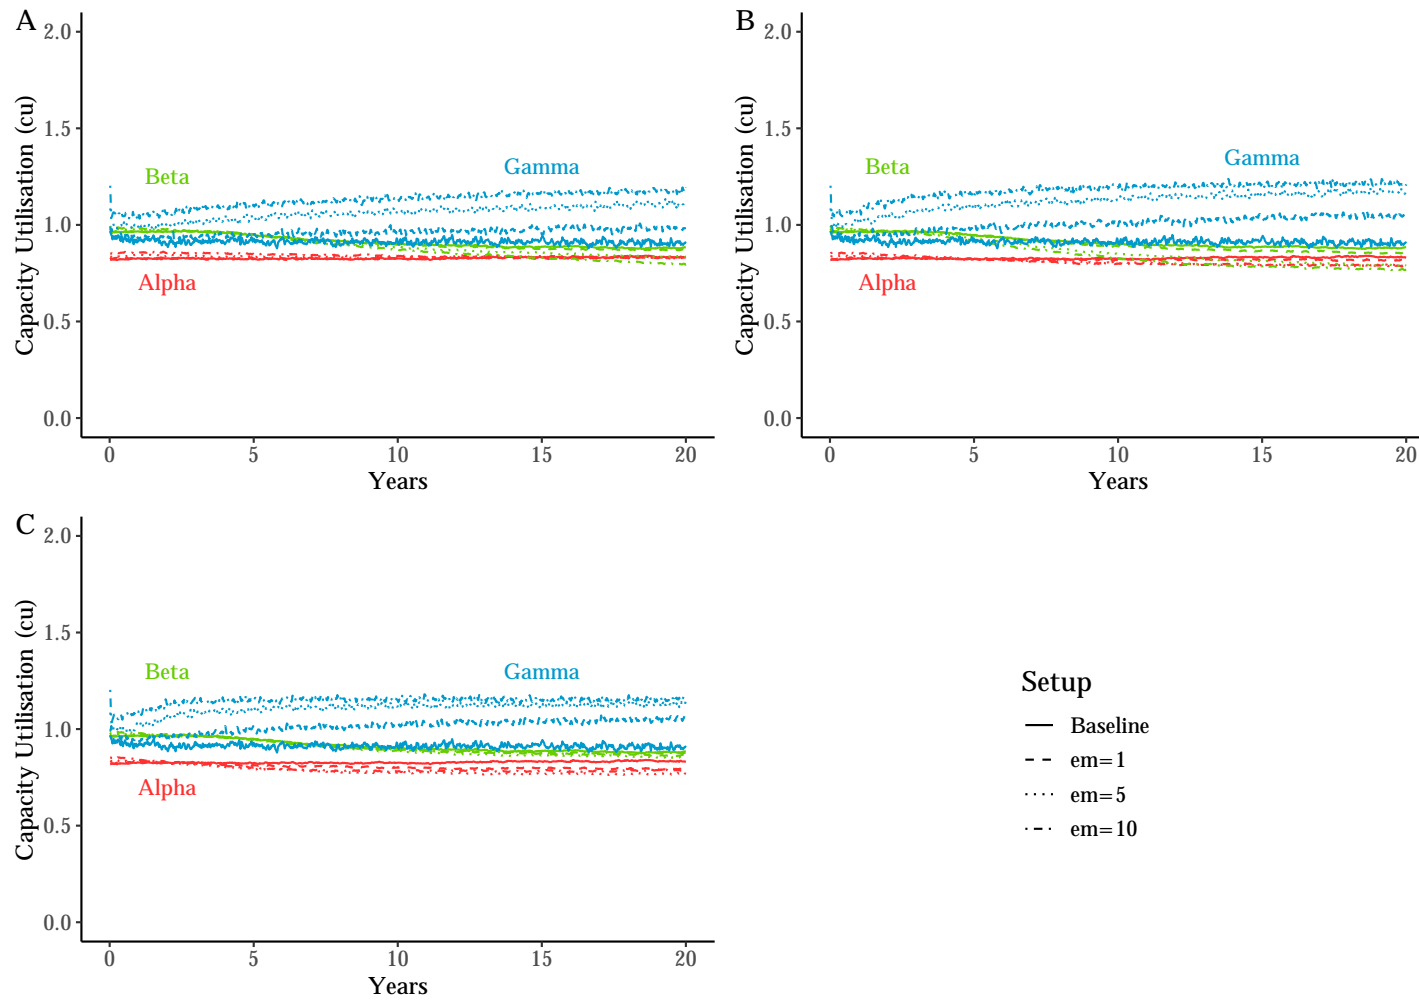 A
Capacity Utilisation (cu)
2.0
1.5
1.0
0.5
0.0
Beta
Gamma
Alpha
0 5 10 15 20
Years
B
Capacity Utilisation (cu)
2.0
1.5
1.0
0.5
0.0
Beta
Gamma
Alpha
0 5 10 15 20
Years
C
Capacity Utilisation (cu)
2.0
1.5
1.0
0.5
0.0
Beta
Gamma
Alpha
0 5 10 15 20
Years
Setup
Baseline
em=1
em=5
em=10